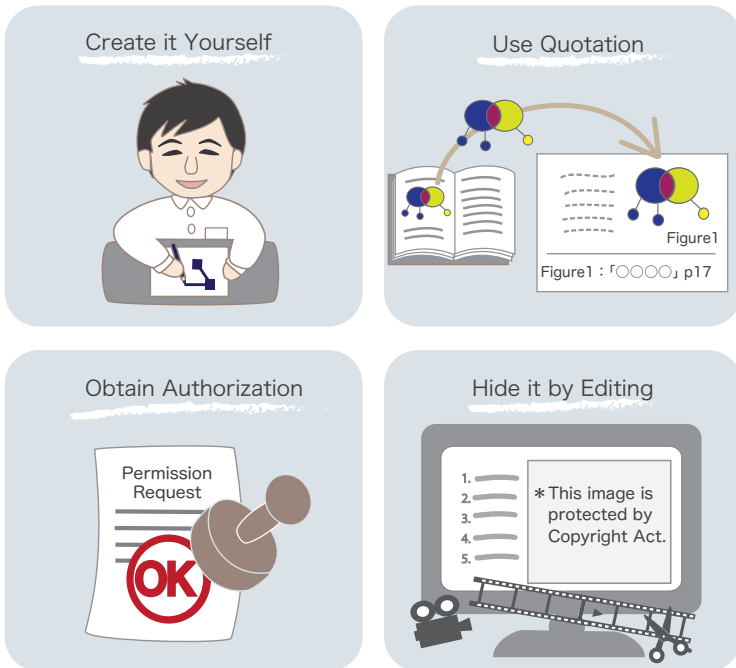 Create it Yourself
Use Quotation
Figure1
Figure1:「○○○○」p17
Obtain Authorization
Permission
Request
OK
Hide it by Editing
1.
2.
3.
4.
5.
*This image is
protected by
Copyright Act.